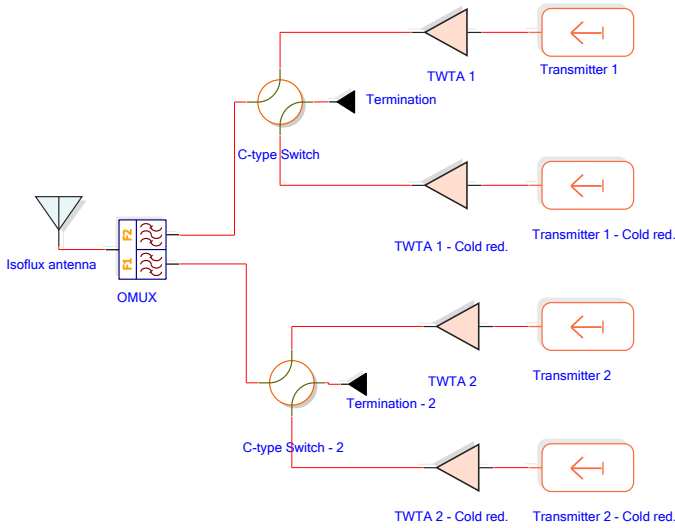 TWTA 1
Transmitter 1
Termination
C-type Switch
TWTA 1 - Cold red.
Transmitter 1 - Cold red.
Isoflux antenna
F2
F1
OMUX
TWTA 2
Transmitter 2
Termination - 2
C-type Switch - 2
TWTA 2 - Cold red.
Transmitter 2 - Cold red.